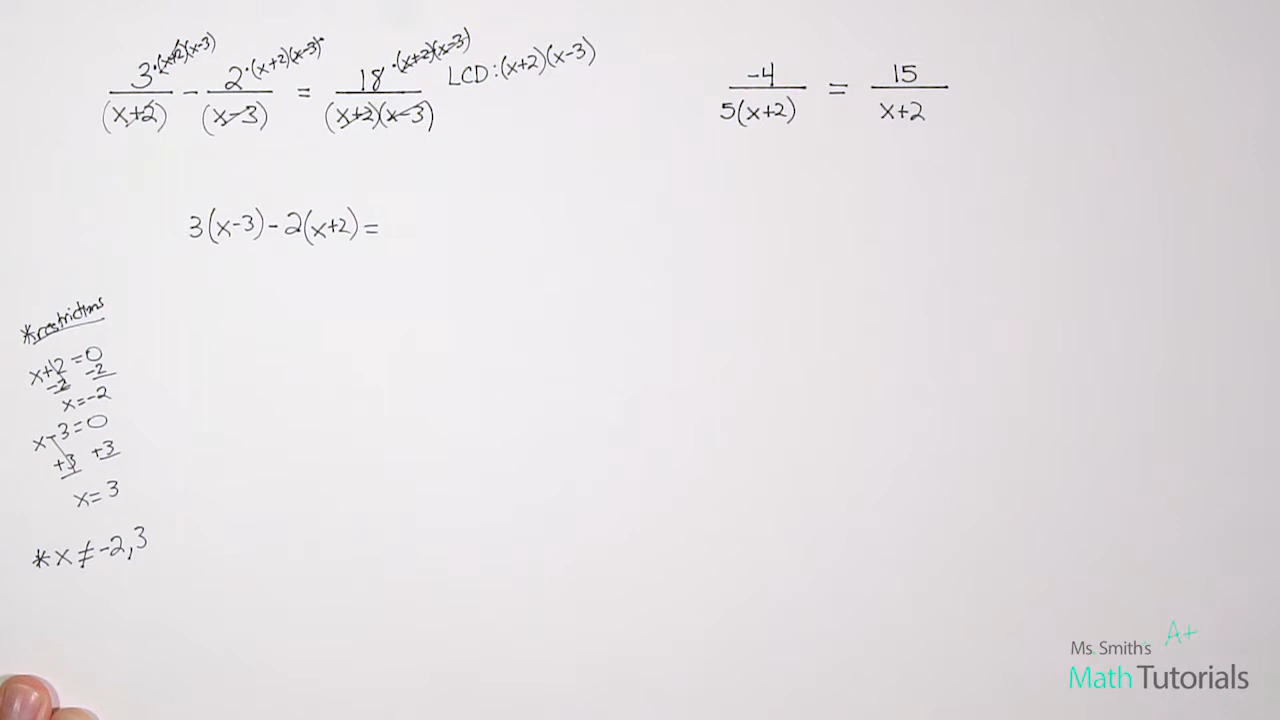 3·(x+2)(x-3) / (x+2) - 2·(x+2)(x-3) / (x-3) = 18·(x+2)(x-3) / (x+2)(x-3)
LCD:(x+2)(x-3)
3(x-3)-2(x+2)=
*restrictions
x+2=0
-2 -2
x=-2
x-3=0
+3 +3
x=3
*x≠-2,3
-4 / 5(x+2) = 15 / x+2
Ms. Smith's A+
Math Tutorials